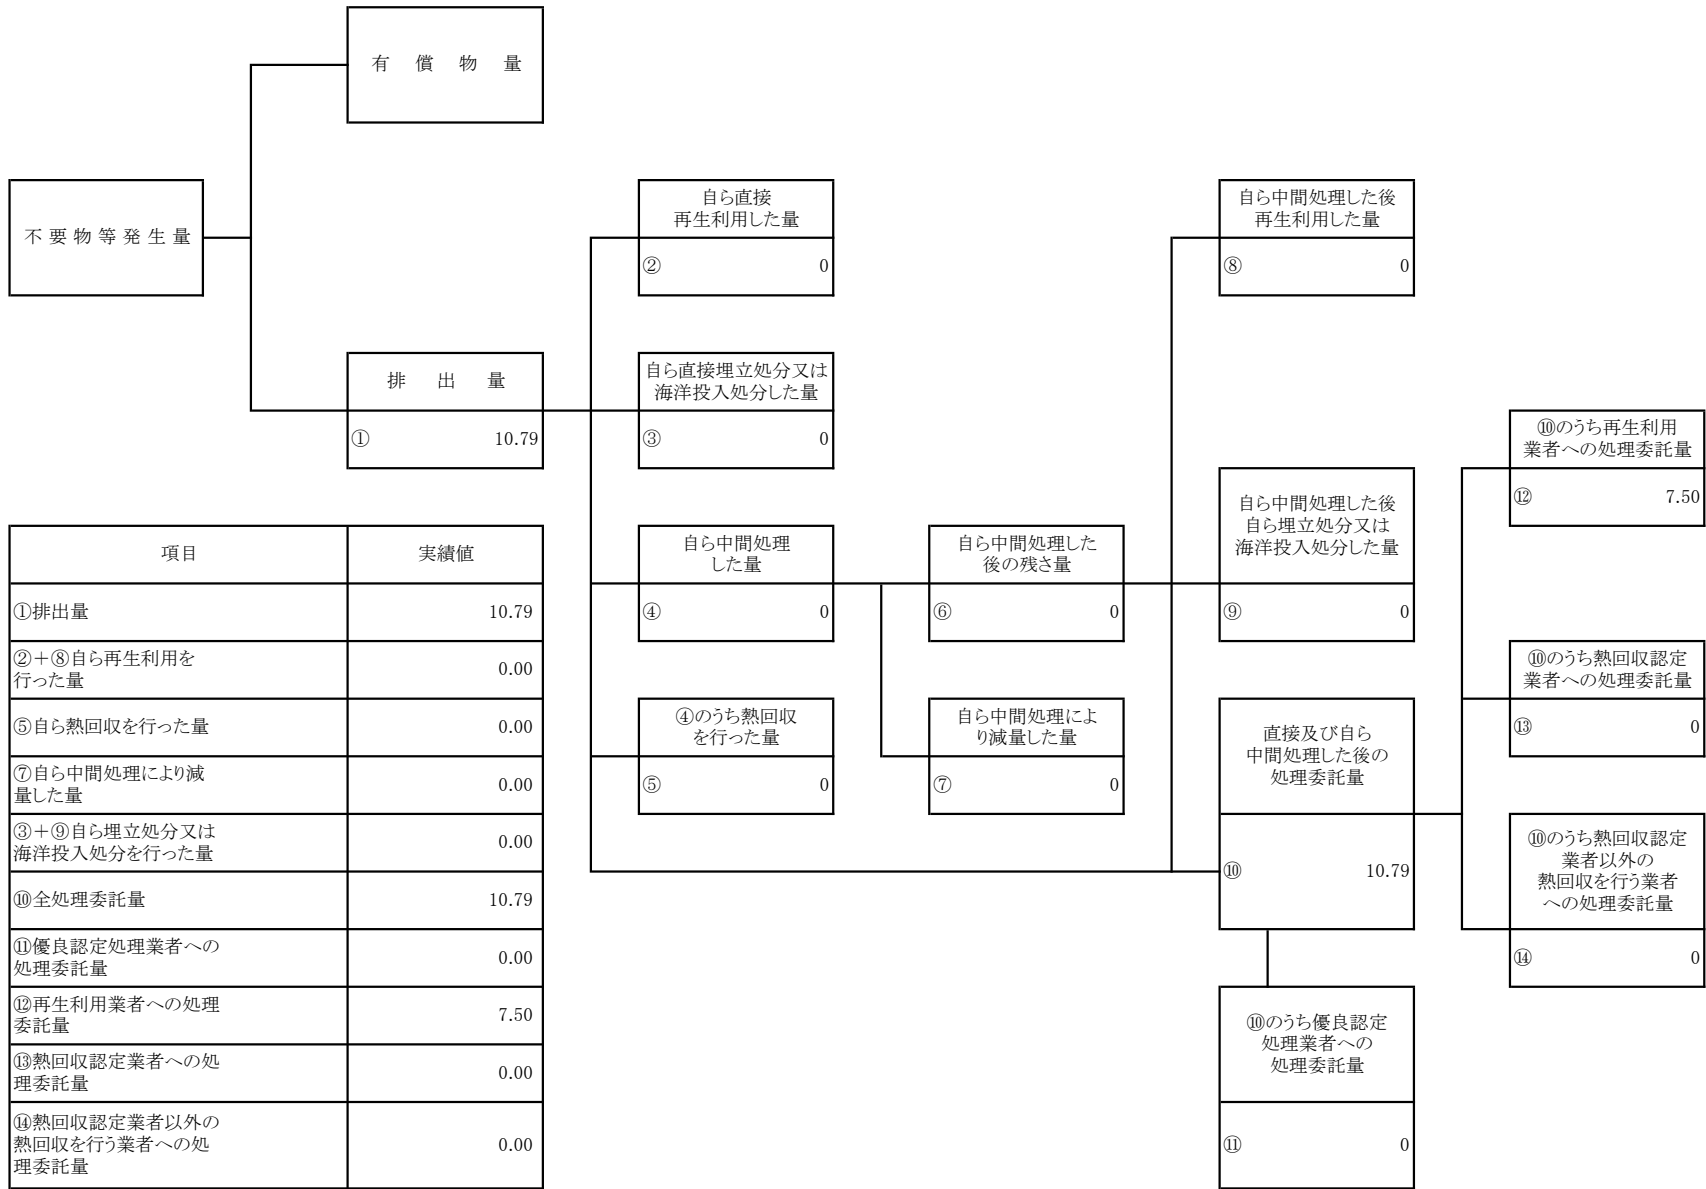 有償物量
不要物等発生量
自ら直接
再生利用した量
② 0
自ら中間処理した後
再生利用した量
⑧ 0
排出量
① 10.79
自ら直接埋立処分又は
海洋投入処分した量
③ 0
⑩のうち再生利用
業者への処理委託量
⑫ 7.50
自ら中間処理した後
自ら埋立処分又は
海洋投入処分した量
⑨ 0
自ら中間処理
した量
④ 0
自ら中間処理した
後の残さ量
⑥ 0
⑩のうち熱回収認定
業者への処理委託量
⑬ 0
④のうち熱回収
を行った量
⑤ 0
自ら中間処理によ
り減量した量
⑦ 0
直接及び自ら
中間処理した後の
処理委託量
⑩ 10.79
⑩のうち熱回収認定
業者以外の
熱回収を行う業者
への処理委託量
⑭ 0
⑩のうち優良認定
処理業者への
処理委託量
⑪ 0
項目 実績値
①排出量 10.79
②＋⑧自ら再生利用を
行った量 0.00
⑤自ら熱回収を行った量 0.00
⑦自ら中間処理により減
量した量 0.00
③＋⑨自ら埋立処分又は
海洋投入処分を行った量 0.00
⑩全処理委託量 10.79
⑪優良認定処理業者への
処理委託量 0.00
⑫再生利用業者への処理
委託量 7.50
⑬熱回収認定業者への処
理委託量 0.00
⑭熱回収認定業者以外の
熱回収を行う業者への処
理委託量 0.00